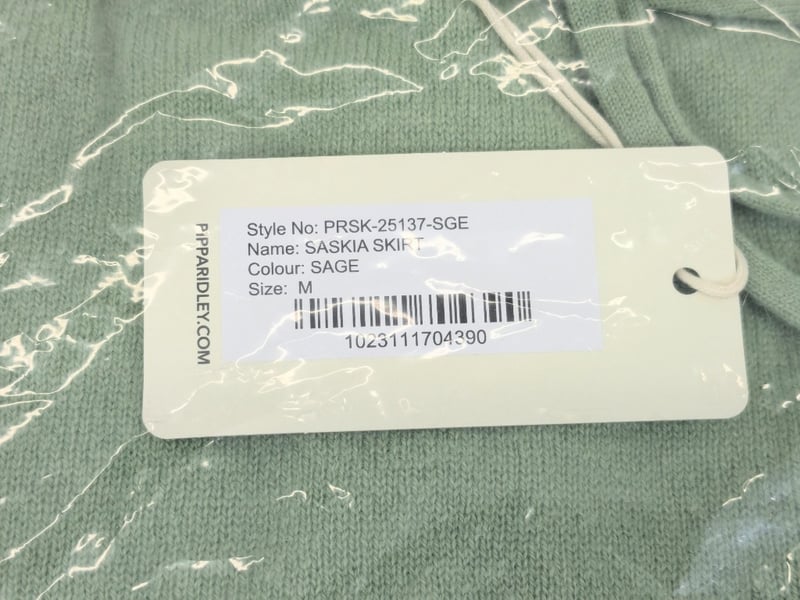 PIPPARIDLEY.COM
Style No: PRSK-25137-SGE
Name: SASKIA SKIRT
Colour: SAGE
Size: M
1023111704390